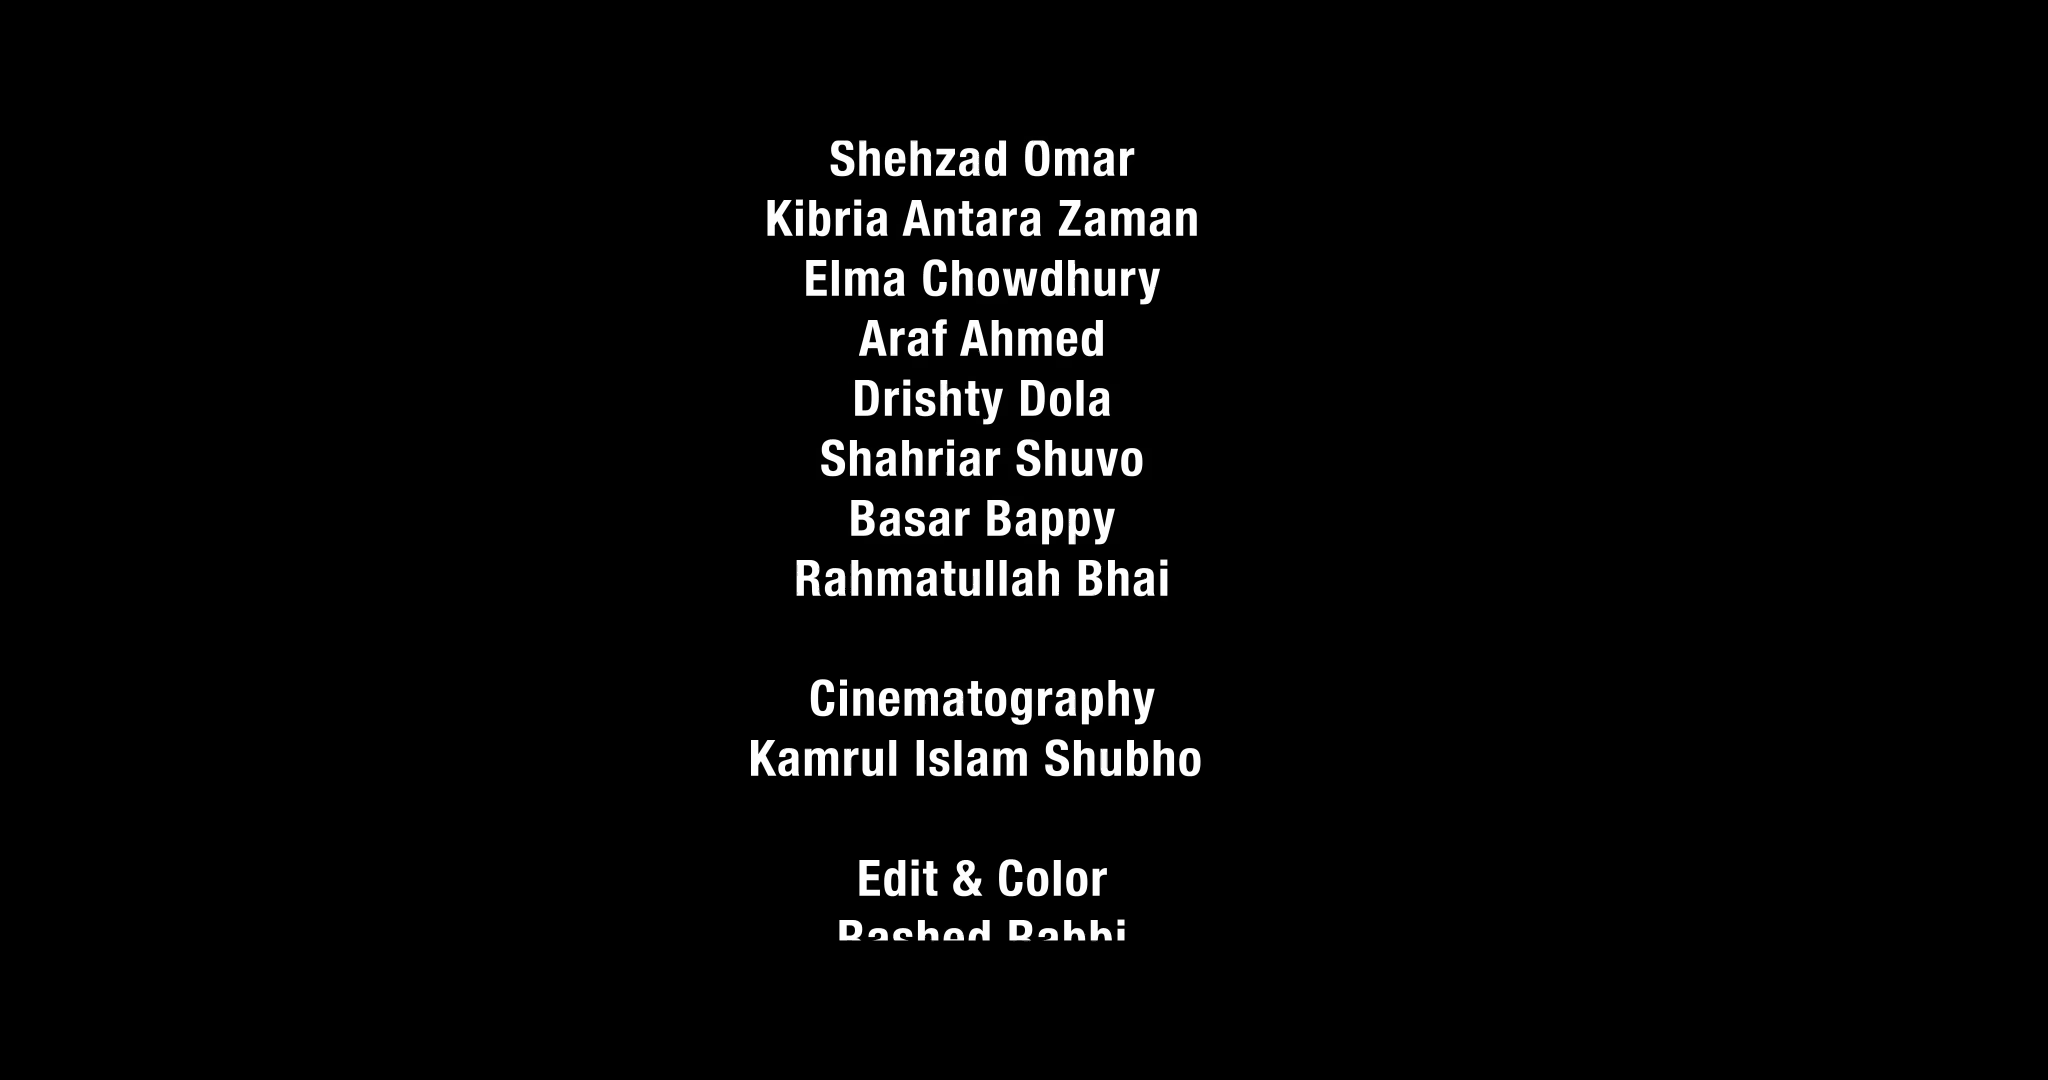 Shehzad Omar
Kibria Antara Zaman
Elma Chowdhury
Araf Ahmed
Drishty Dola
Shahriar Shuvo
Basar Bappy
Rahmatullah Bhai
Cinematography
Kamrul Islam Shubho
Edit & Color
Rashed Rabbi